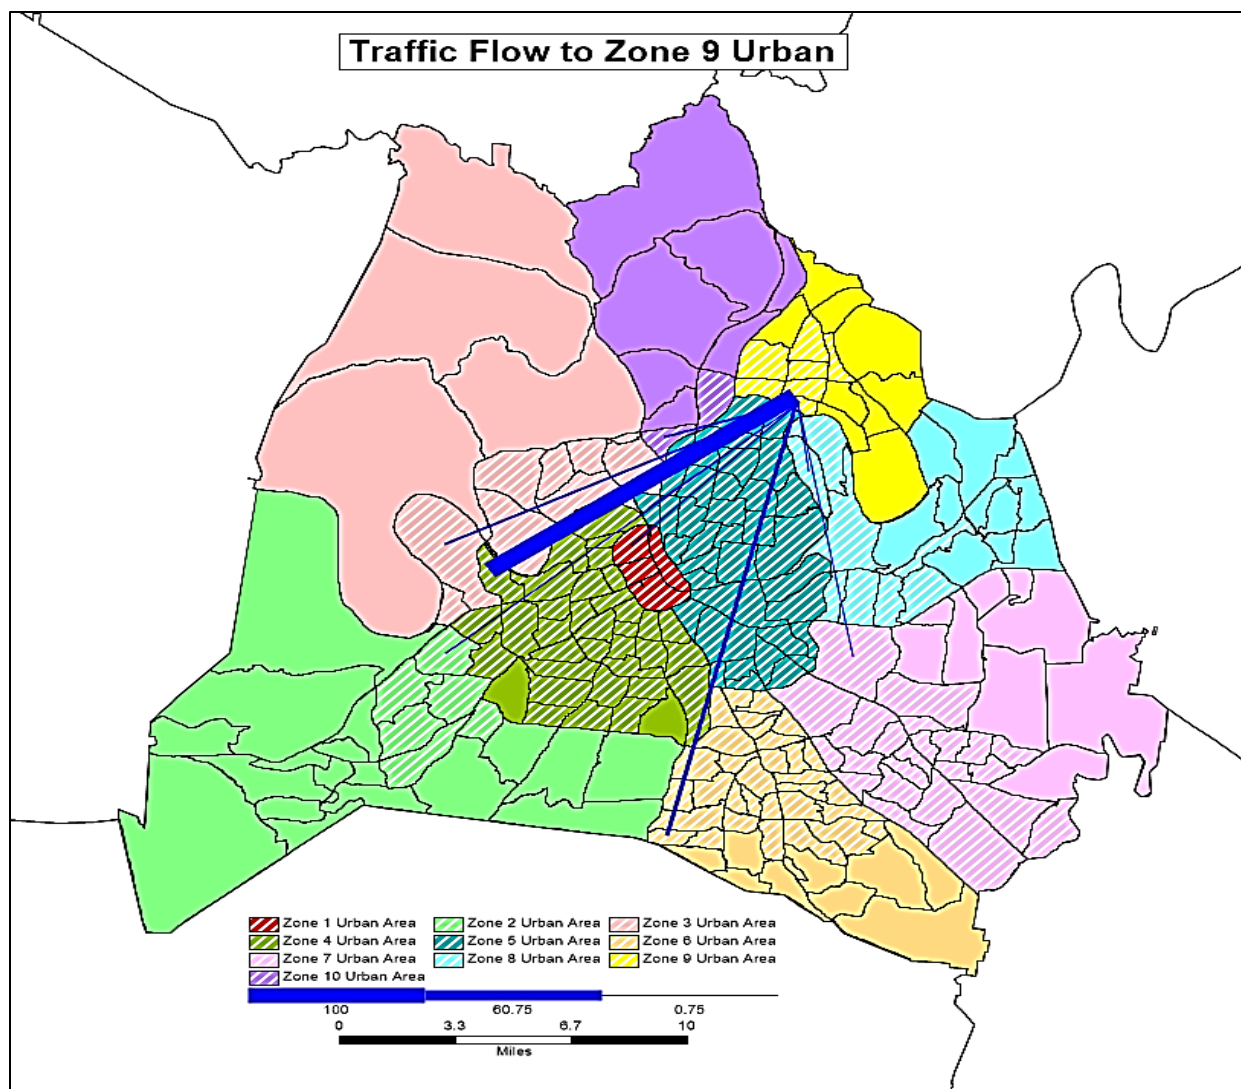 Traffic Flow to Zone 9 Urban
Zone 1 Urban Area Zone 2 Urban Area Zone 3 Urban Area
Zone 4 Urban Area Zone 5 Urban Area Zone 6 Urban Area
Zone 7 Urban Area Zone 8 Urban Area Zone 9 Urban Area
Zone 10 Urban Area
100 60.75 0.75
0 3.3 6.7 10
Miles